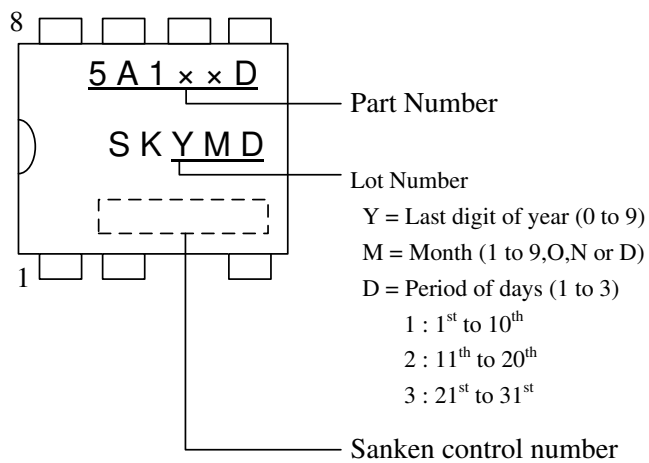 8
5 A 1 × × D
Part Number
S K Y M D
Lot Number
Y = Last digit of year (0 to 9)
M = Month (1 to 9,O,N or D)
D = Period of days (1 to 3)
1 : 1st to 10th
2 : 11th to 20th
3 : 21st to 31st
1
Sanken control number